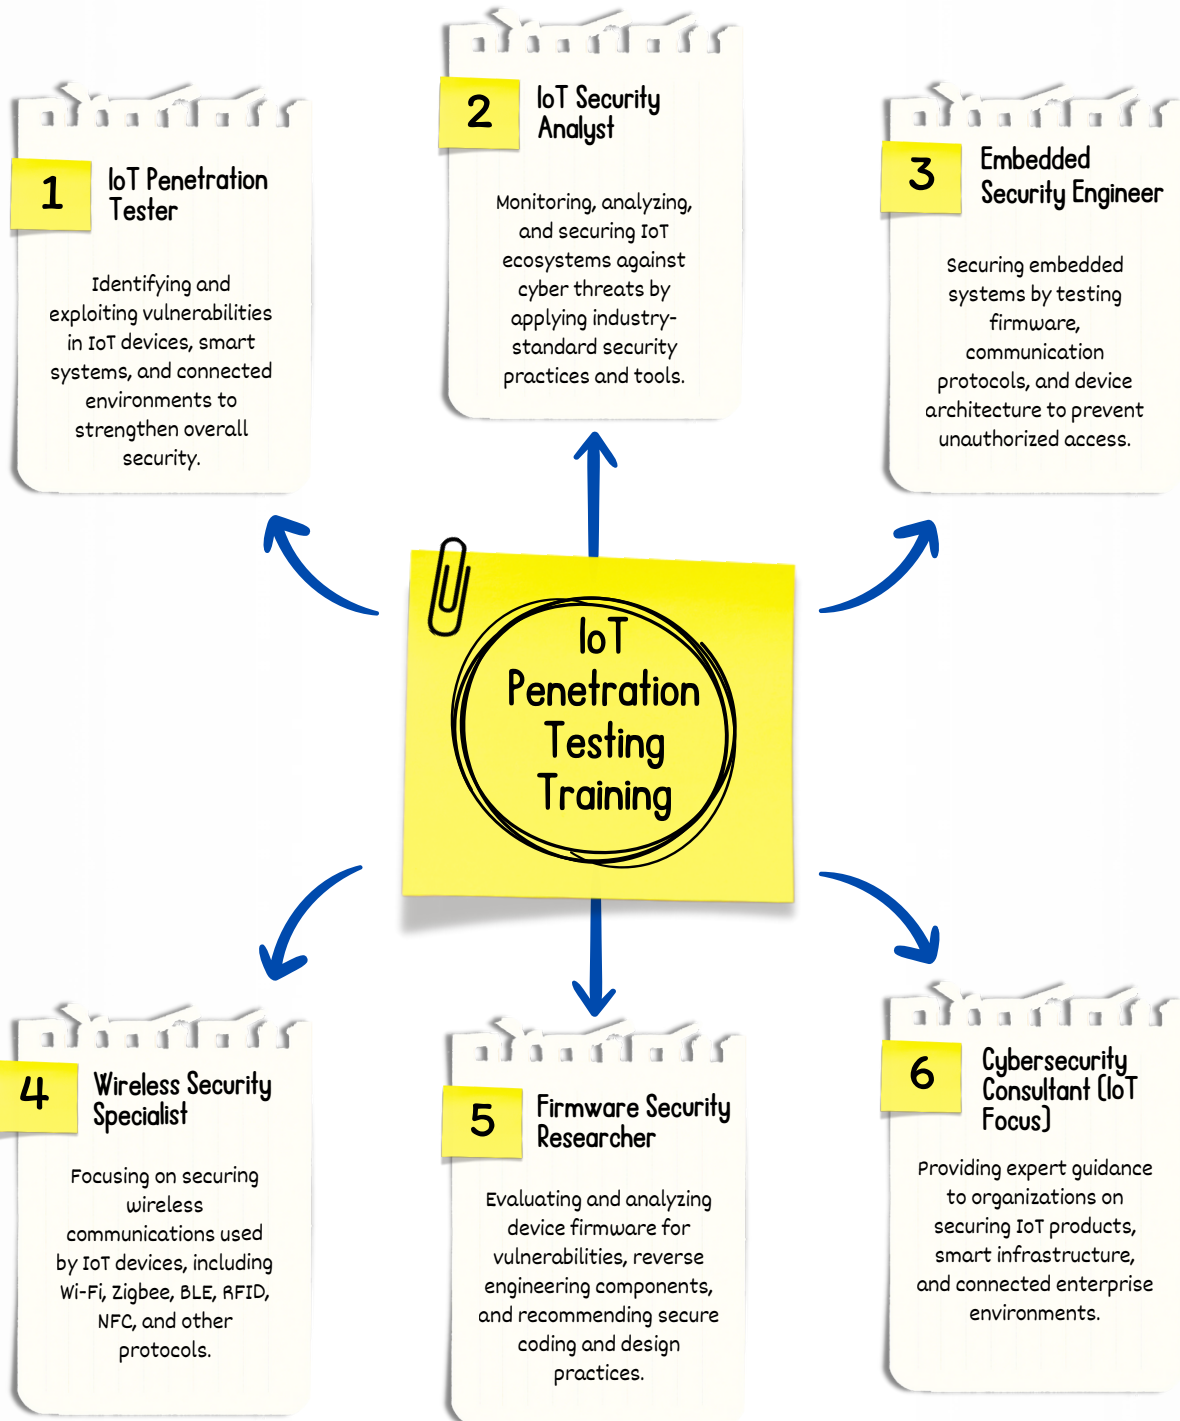 1
IoT Penetration
Tester
Identifying and
exploiting vulnerabilities
in IoT devices, smart
systems, and connected
environments to
strengthen overall
security.
2
IoT Security
Analyst
Monitoring, analyzing,
and securing IoT
ecosystems against
cyber threats by
applying industry-
standard security
practices and tools.
3
Embedded
Security Engineer
Securing embedded
systems by testing
firmware,
communication
protocols, and device
architecture to prevent
unauthorized access.
IoT
Penetration
Testing
Training
4
Wireless Security
Specialist
Focusing on securing
wireless
communications used
by IoT devices, including
Wi-Fi, Zigbee, BLE, RFID,
NFC, and other
protocols.
5
Firmware Security
Researcher
Evaluating and analyzing
device firmware for
vulnerabilities, reverse
engineering components,
and recommending secure
coding and design
practices.
6
Cybersecurity
Consultant (IoT
Focus)
Providing expert guidance
to organizations on
securing IoT products,
smart infrastructure,
and connected enterprise
environments.